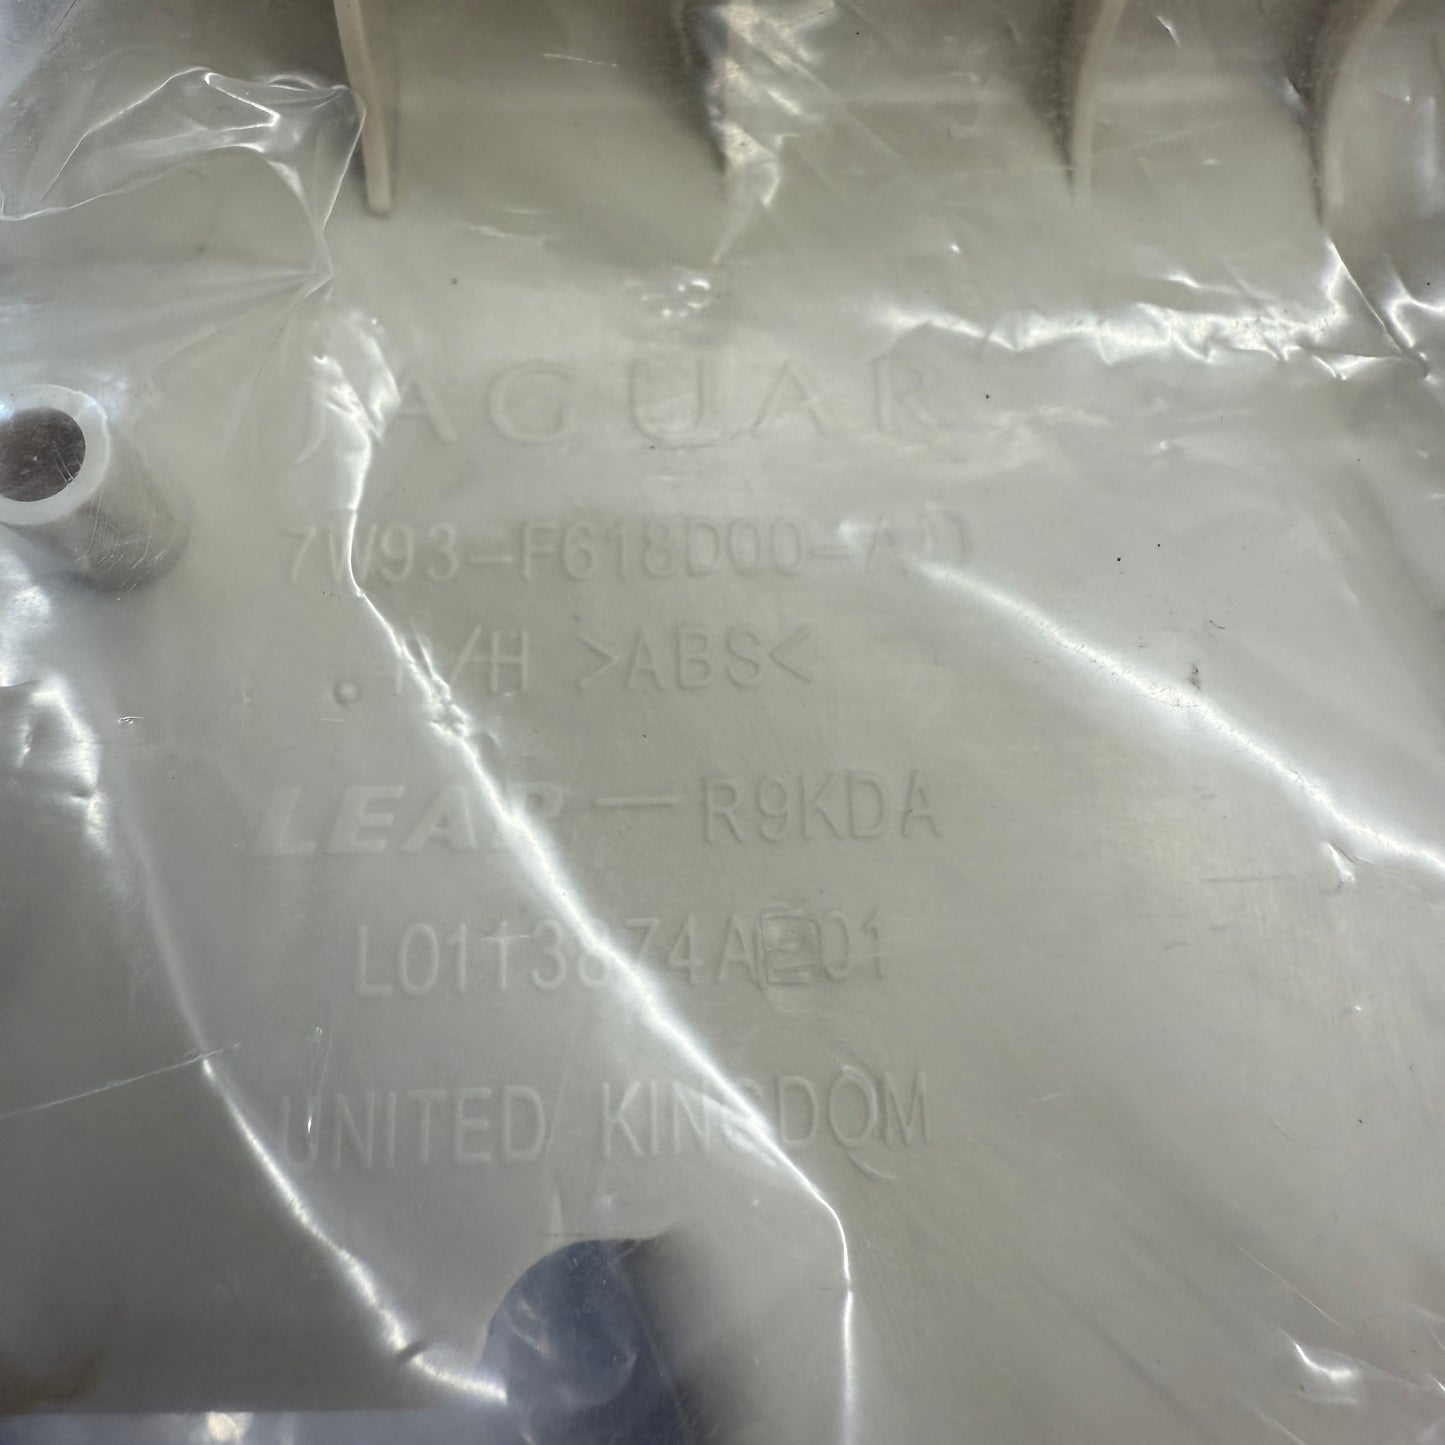 JAGUAR
7W93-F618D00-AD
R/H >ABS<
LEAR — R9KDA
L0113874AE01
UNITED KINGDOM